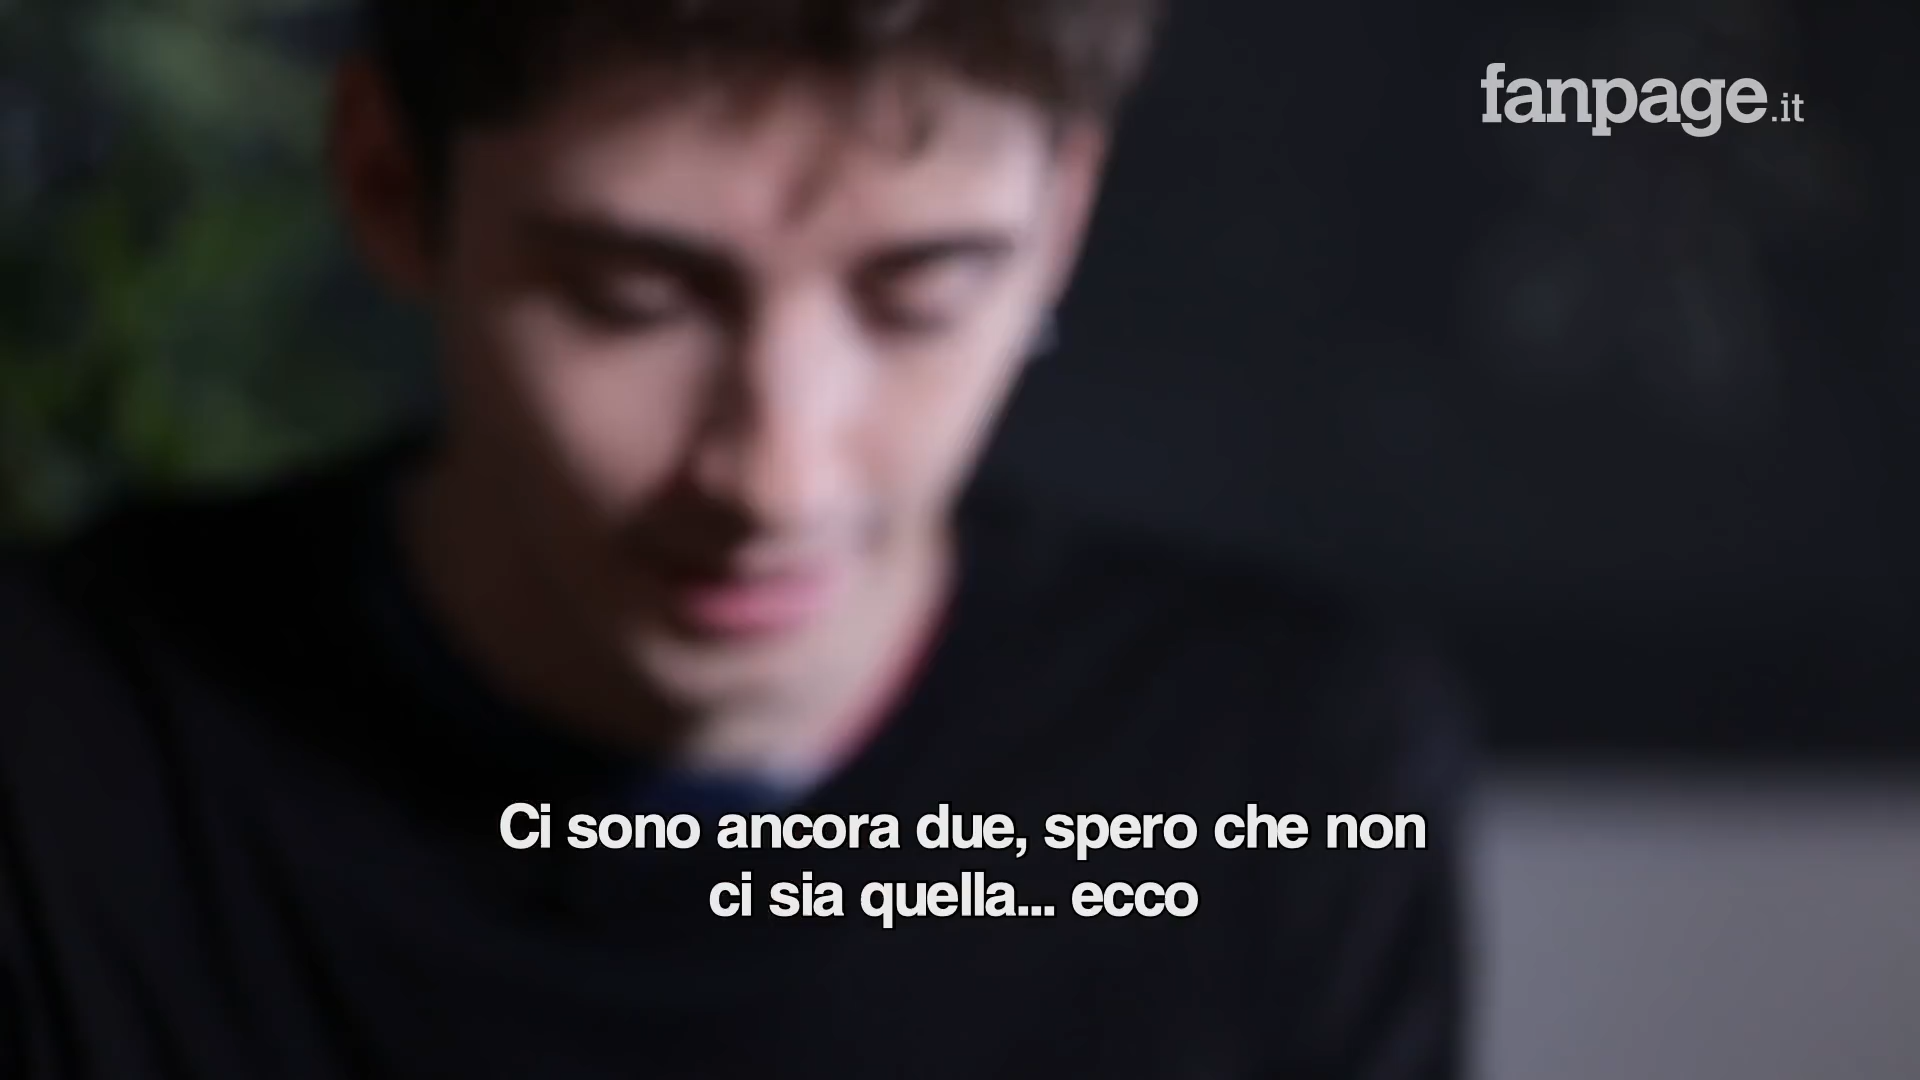 fanpage.it
Ci sono ancora due, spero che non
ci sia quella... ecco